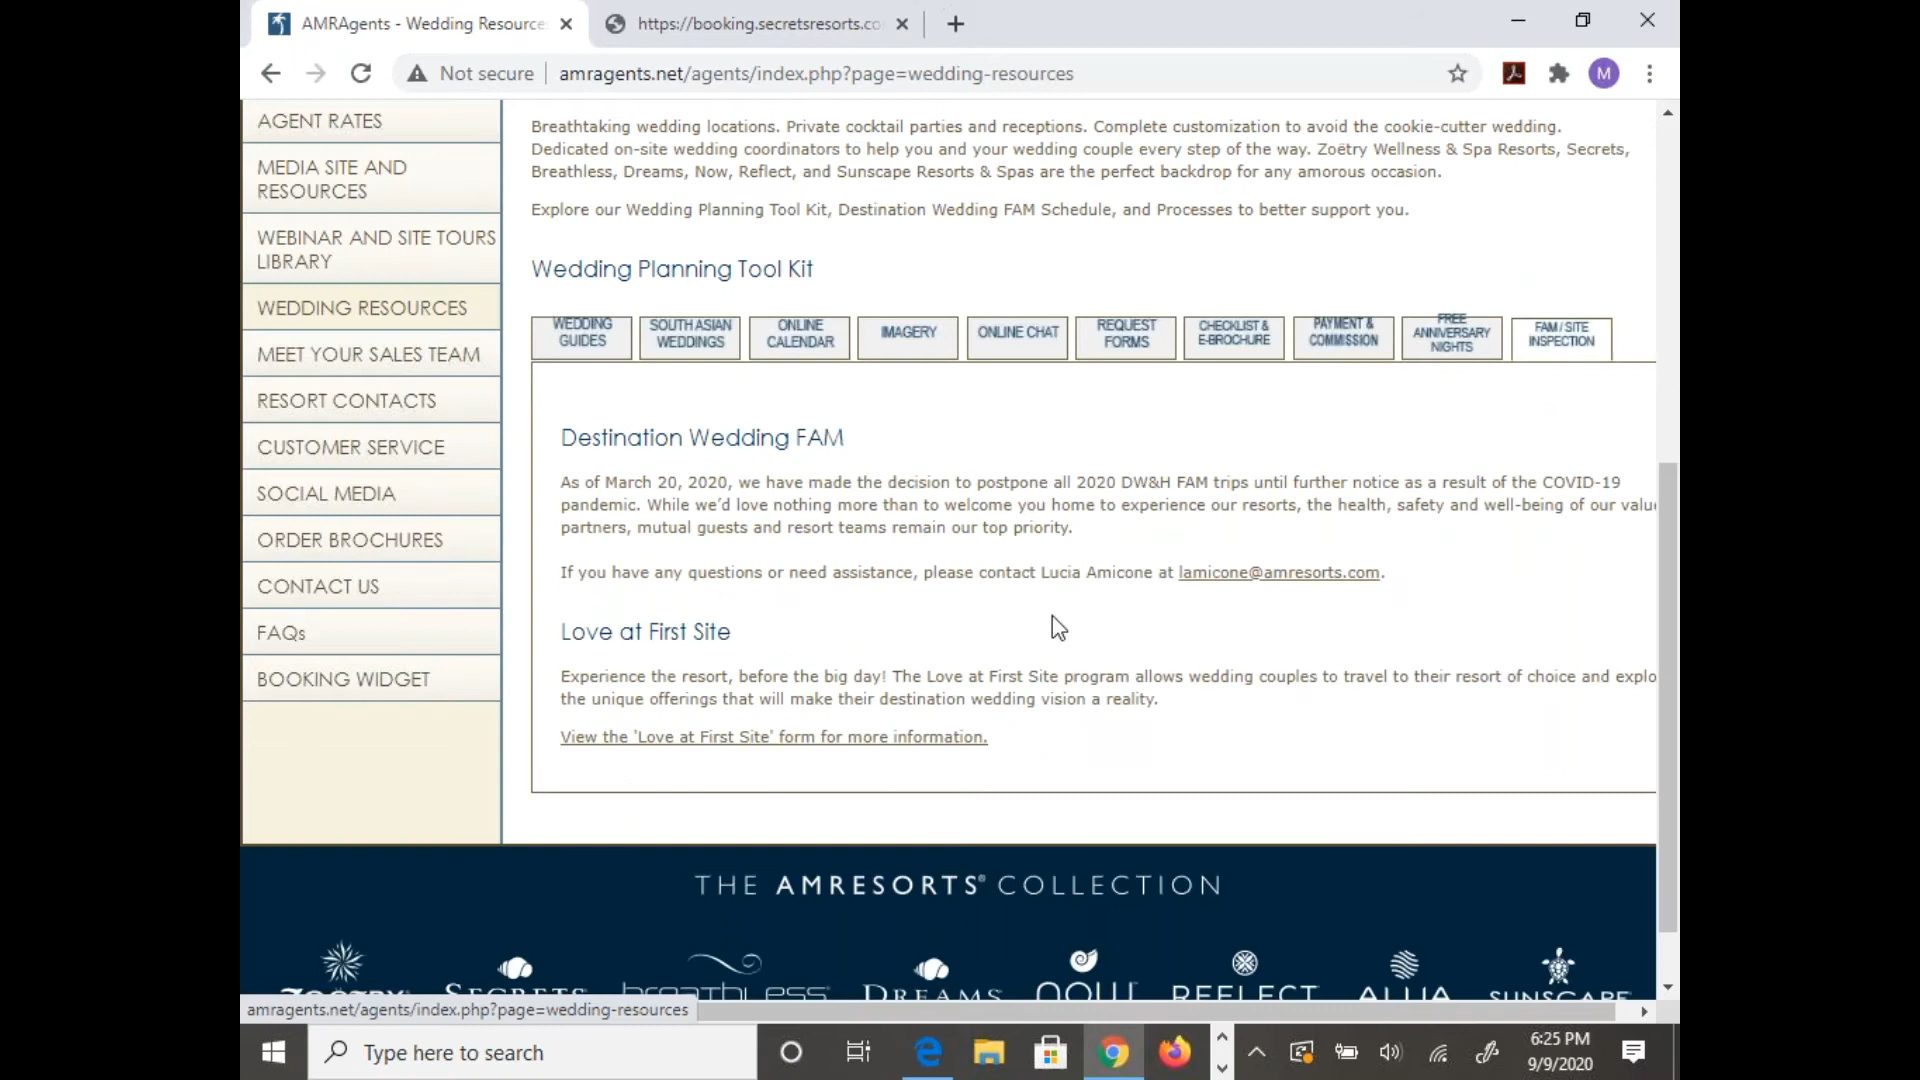 AMRAgents - Wedding Resource
https://booking.secretsresorts.co
Not secure
amragents.net/agents/index.php?page=wedding-resources
M
AGENT RATES
MEDIA SITE AND
RESOURCES
WEBINAR AND SITE TOURS
LIBRARY
WEDDING RESOURCES
MEET YOUR SALES TEAM
RESORT CONTACTS
CUSTOMER SERVICE
SOCIAL MEDIA
ORDER BROCHURES
CONTACT US
FAQs
BOOKING WIDGET
Breathtaking wedding locations. Private cocktail parties and receptions. Complete customization to avoid the cookie-cutter wedding.
Dedicated on-site wedding coordinators to help you and your wedding couple every step of the way. Zoëtry Wellness & Spa Resorts, Secrets,
Breathless, Dreams, Now, Reflect, and Sunscape Resorts & Spas are the perfect backdrop for any amorous occasion.
Explore our Wedding Planning Tool Kit, Destination Wedding FAM Schedule, and Processes to better support you.
Wedding Planning Tool Kit
WEDDING
GUIDES
SOUTH ASIAN
WEDDINGS
ONLINE
CALENDAR
IMAGERY
ONLINE CHAT
REQUEST
FORMS
CHECKLIST &
E-BROCHURE
PAYMENT &
COMMISSION
FREE
ANNIVERSARY
NIGHTS
FAM / SITE
INSPECTION
Destination Wedding FAM
As of March 20, 2020, we have made the decision to postpone all 2020 DW&H FAM trips until further notice as a result of the COVID-19
pandemic. While we'd love nothing more than to welcome you home to experience our resorts, the health, safety and well-being of our valu
partners, mutual guests and resort teams remain our top priority.
If you have any questions or need assistance, please contact Lucia Amicone at lamicone@amresorts.com.
Love at First Site
Experience the resort, before the big day! The Love at First Site program allows wedding couples to travel to their resort of choice and explo
the unique offerings that will make their destination wedding vision a reality.
View the 'Love at First Site' form for more information.
THE AMRESORTS® COLLECTION
ZOËTRY SECRETS breathless DREAMS now REFLECT ALUA SUNSCAPE
amragents.net/agents/index.php?page=wedding-resources
Type here to search
6:25 PM
9/9/2020